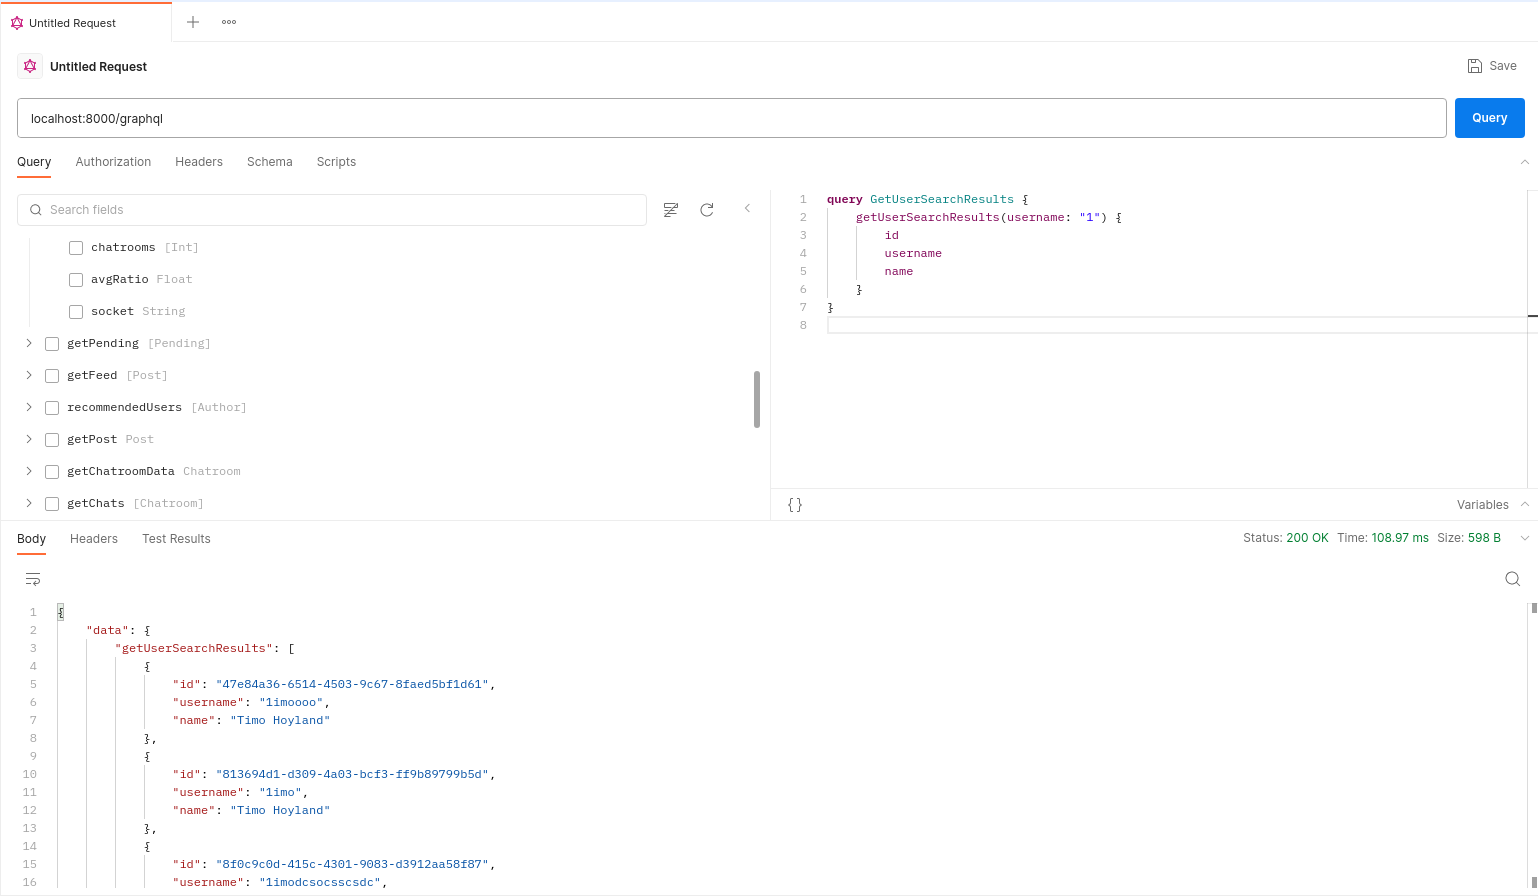 Untitled Request
Untitled Request
Save
localhost:8000/graphql
Query
Query Authorization Headers Schema Scripts
Search fields
chatrooms [Int]
avgRatio Float
socket String
getPending [Pending]
getFeed [Post]
recommendedUsers [Author]
getPost Post
getChatroomData Chatroom
getChats [Chatroom]
1 query GetUserSearchResults {
2 getUserSearchResults(username: "1") {
3 id
4 username
5 name
6 }
7 }
8
{} Variables
Body Headers Test Results
Status: 200 OK Time: 108.97 ms Size: 598 B
1 {
2 "data": {
3 "getUserSearchResults": [
4 {
5 "id": "47e84a36-6514-4503-9c67-8faed5bf1d61",
6 "username": "1imoooo",
7 "name": "Timo Hoyland"
8 },
9 {
10 "id": "813694d1-d309-4a03-bcf3-ff9b89799b5d",
11 "username": "1imo",
12 "name": "Timo Hoyland"
13 },
14 {
15 "id": "8f0c9c0d-415c-4301-9083-d3912aa58f87",
16 "username": "1imodcsocsscsdc",